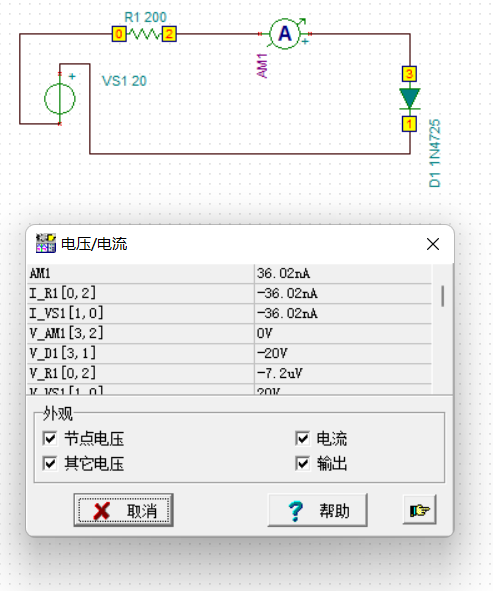 R1 200
0
2
A
+
AM1
+
VS1 20
3
1
D1 1N4725
电压/电流
AM1 36.02nA
I_R1[0,2] -36.02nA
I_VS1[1,0] -36.02nA
V_AM1[3,2] 0V
V_D1[3,1] -20V
V_R1[0,2] -7.2uV
V_VS1[1,0] 20V
外观
节点电压 电流
其它电压 输出
取消 ? 帮助